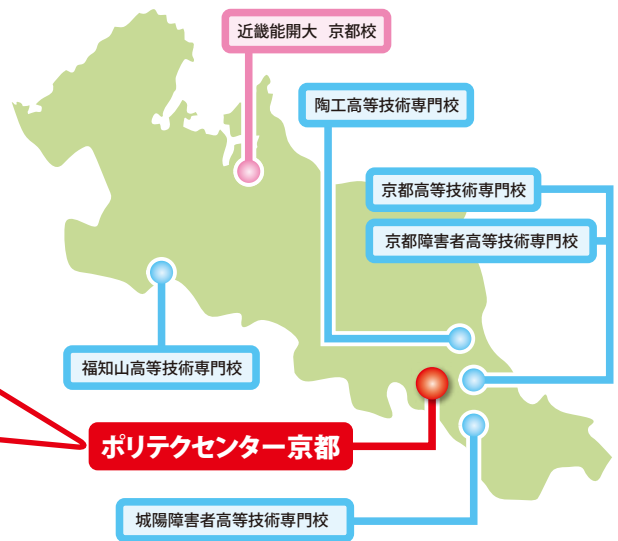 近畿能開大 京都校
陶工高等技術専門校
京都高等技術専門校
京都障害者高等技術専門校
福知山高等技術専門校
ポリテクセンター京都
城陽障害者高等技術専門校